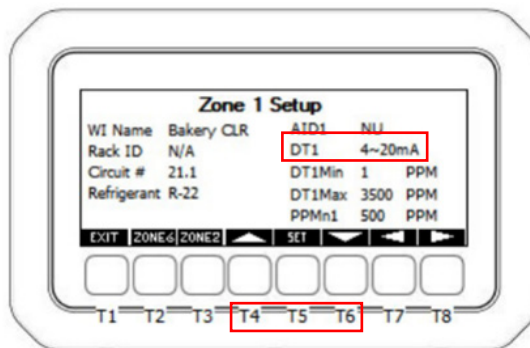 Zone 1 Setup
WI Name Bakery CLR
Rack ID N/A
Circuit # 21.1
Refrigerant R-22
AID1 NU
DT1 4~20mA
DT1Min 1 PPM
DT1Max 3500 PPM
PPMn1 500 PPM
EXIT ZONE6 ZONE2 SET
T1 T2 T3 T4 T5 T6 T7 T8